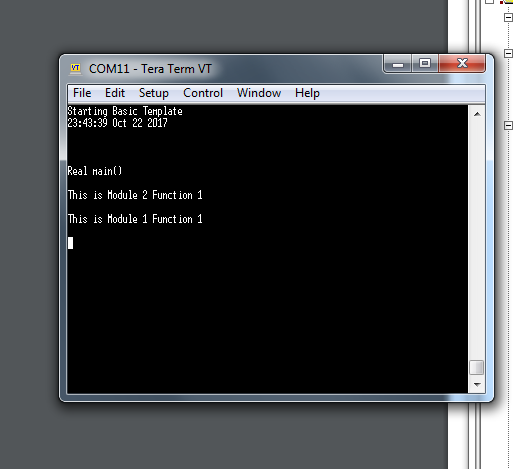 VT COM11 - Tera Term VT
File Edit Setup Control Window Help
Starting Basic Template
23:43:39 Oct 22 2017
Real main()
This is Module 2 Function 1
This is Module 1 Function 1